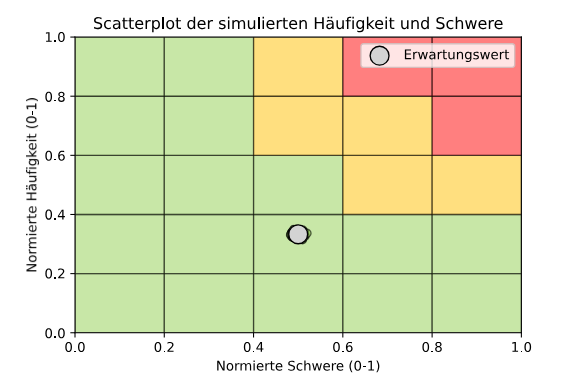 Scatterplot der simulierten Häufigkeit und Schwere
Erwartungswert
Normierte Häufigkeit (0-1)
1.0
0.8
0.6
0.4
0.2
0.0
0.0 0.2 0.4 0.6 0.8 1.0
Normierte Schwere (0-1)